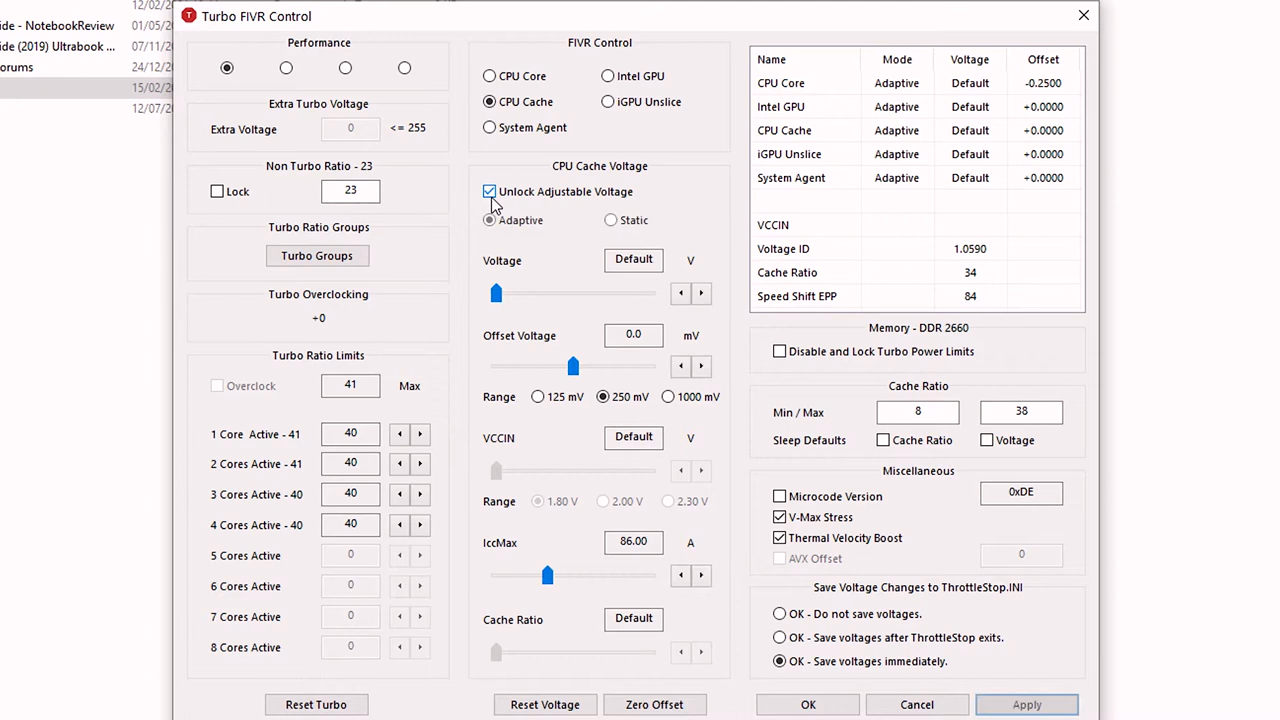 12/02/2
ide - NotebookReview 01/05/2
ide (2019) Ultrabook ... 07/11/2
orums 24/12/2
15/02/2
12/07/2
Turbo FIVR Control
Performance
Extra Turbo Voltage
Extra Voltage 0 <= 255
Non Turbo Ratio - 23
Lock 23
Turbo Ratio Groups
Turbo Groups
Turbo Overclocking
+0
Turbo Ratio Limits
Overclock 41 Max
1 Core Active - 41 40
2 Cores Active - 41 40
3 Cores Active - 40 40
4 Cores Active - 40 40
5 Cores Active 0
6 Cores Active 0
7 Cores Active 0
8 Cores Active 0
Reset Turbo
FIVR Control
CPU Core Intel GPU
CPU Cache iGPU Unslice
System Agent
CPU Cache Voltage
Unlock Adjustable Voltage
Adaptive Static
Voltage Default V
Offset Voltage 0.0 mV
Range 125 mV 250 mV 1000 mV
VCCIN Default V
Range 1.80 V 2.00 V 2.30 V
IccMax 86.00 A
Cache Ratio Default
Reset Voltage Zero Offset
Name Mode Voltage Offset
CPU Core Adaptive Default -0.2500
Intel GPU Adaptive Default +0.0000
CPU Cache Adaptive Default +0.0000
iGPU Unslice Adaptive Default +0.0000
System Agent Adaptive Default +0.0000
VCCIN
Voltage ID 1.0590
Cache Ratio 34
Speed Shift EPP 84
Memory - DDR 2660
Disable and Lock Turbo Power Limits
Cache Ratio
Min / Max 8 38
Sleep Defaults Cache Ratio Voltage
Miscellaneous
Microcode Version 0xDE
V-Max Stress
Thermal Velocity Boost
AVX Offset 0
Save Voltage Changes to ThrottleStop.INI
OK - Do not save voltages.
OK - Save voltages after ThrottleStop exits.
OK - Save voltages immediately.
OK Cancel Apply